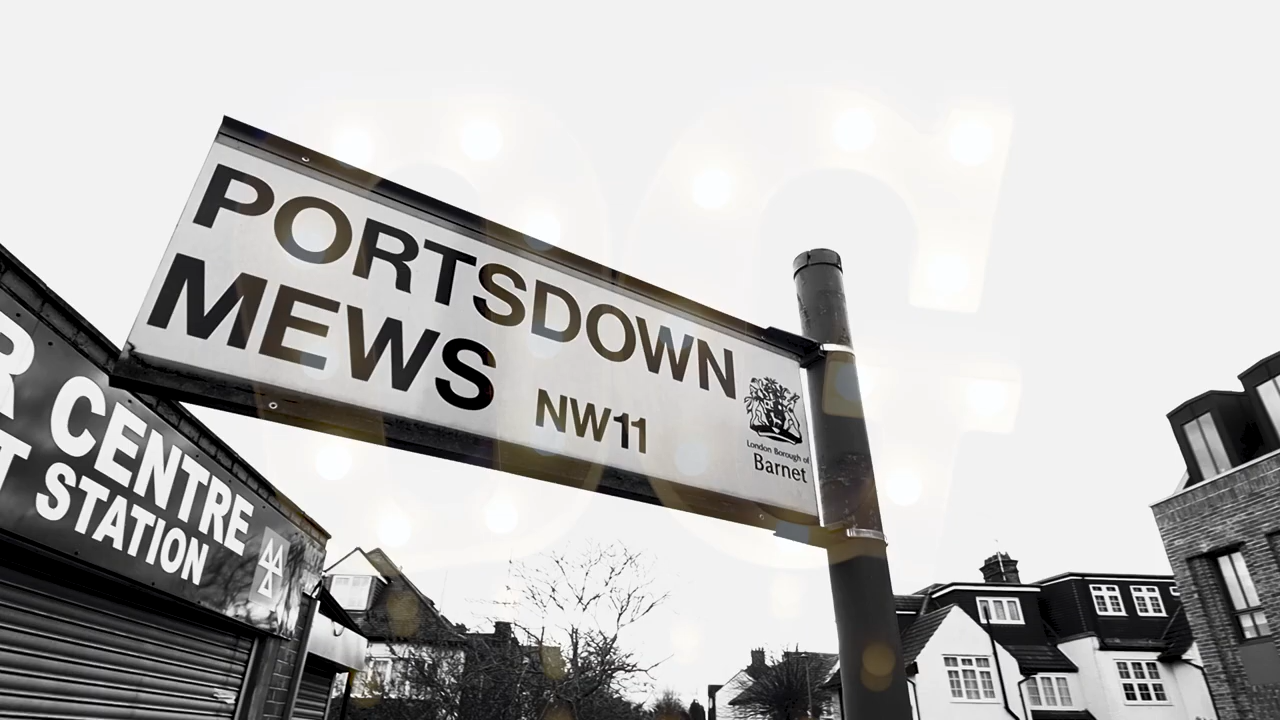 PORTSDOWN
MEWS NW11
London Borough of
Barnet
R CENTRE
T STATION